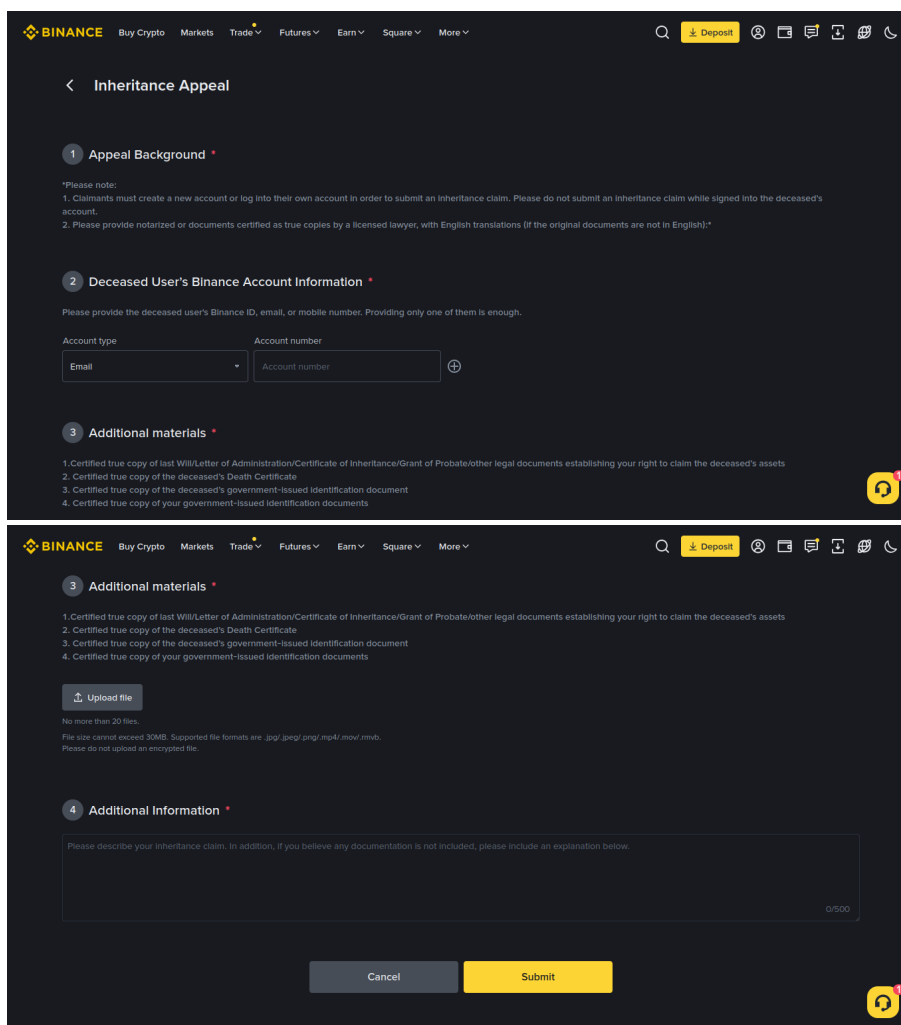 BINANCE Buy Crypto Markets Trade Futures Earn Square More Deposit
Inheritance Appeal
1 Appeal Background *
*Please note:
1. Claimants must create a new account or log into their own account in order to submit an inheritance claim. Please do not submit an inheritance claim while signed into the deceased's
account.
2. Please provide notarized or documents certified as true copies by a licensed lawyer, with English translations (if the original documents are not in English):*
2 Deceased User's Binance Account Information *
Please provide the deceased user's Binance ID, email, or mobile number. Providing only one of them is enough.
Account type Account number
Email Account number
3 Additional materials *
1.Certified true copy of last Will/Letter of Administration/Certificate of Inheritance/Grant of Probate/other legal documents establishing your right to claim the deceased's assets
2. Certified true copy of the deceased's Death Certificate
3. Certified true copy of the deceased's government-issued identification document
4. Certified true copy of your government-issued identification documents
1
BINANCE Buy Crypto Markets Trade Futures Earn Square More Deposit
3 Additional materials *
1.Certified true copy of last Will/Letter of Administration/Certificate of Inheritance/Grant of Probate/other legal documents establishing your right to claim the deceased's assets
2. Certified true copy of the deceased's Death Certificate
3. Certified true copy of the deceased's government-issued identification document
4. Certified true copy of your government-issued identification documents
Upload file
No more than 20 files.
File size cannot exceed 30MB. Supported file formats are .jpg/.jpeg/.png/.mp4/.mov/.rmvb.
Please do not upload an encrypted file.
4 Additional Information *
Please describe your inheritance claim. In addition, if you believe any documentation is not included, please include an explanation below.
0/500
Cancel Submit
1